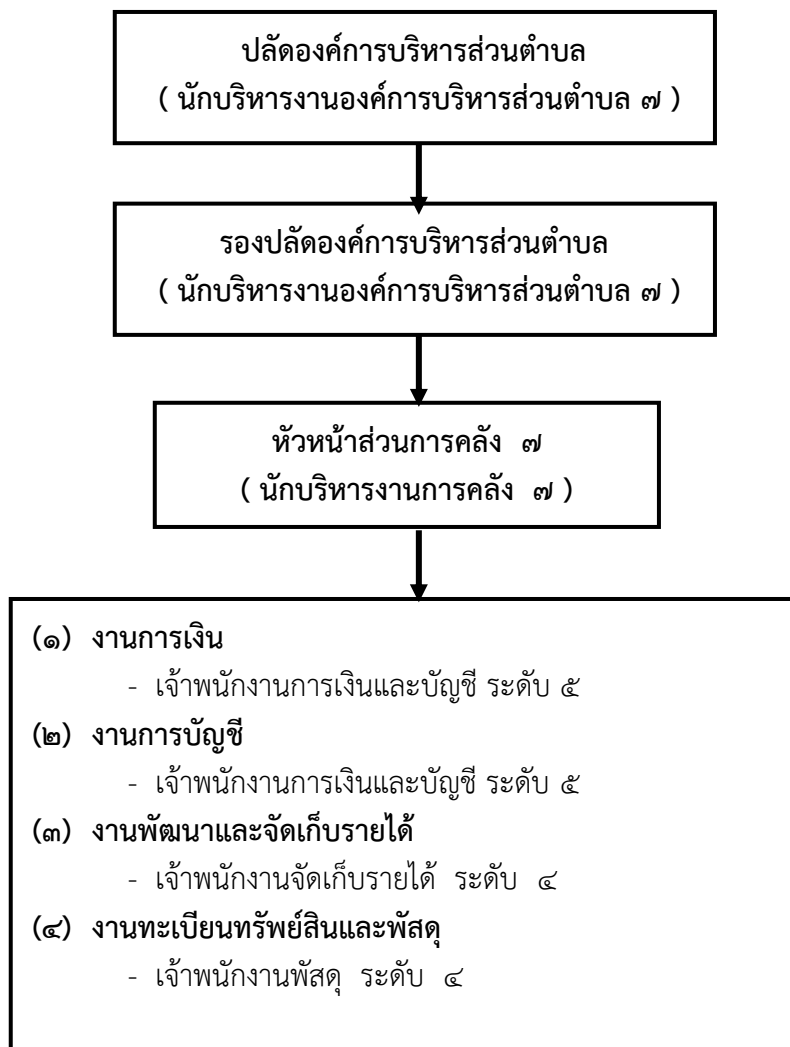 ปลัดองค์การบริหารส่วนตำบล
( นักบริหารงานองค์การบริหารส่วนตำบล ๗ )
รองปลัดองค์การบริหารส่วนตำบล
( นักบริหารงานองค์การบริหารส่วนตำบล ๗ )
หัวหน้าส่วนการคลัง ๗
( นักบริหารงานการคลัง ๗ )
(๑) งานการเงิน
- เจ้าพนักงานการเงินและบัญชี ระดับ ๕
(๒) งานการบัญชี
- เจ้าพนักงานการเงินและบัญชี ระดับ ๕
(๓) งานพัฒนาและจัดเก็บรายได้
- เจ้าพนักงานจัดเก็บรายได้ ระดับ ๔
(๔) งานทะเบียนทรัพย์สินและพัสดุ
- เจ้าพนักงานพัสดุ ระดับ ๔